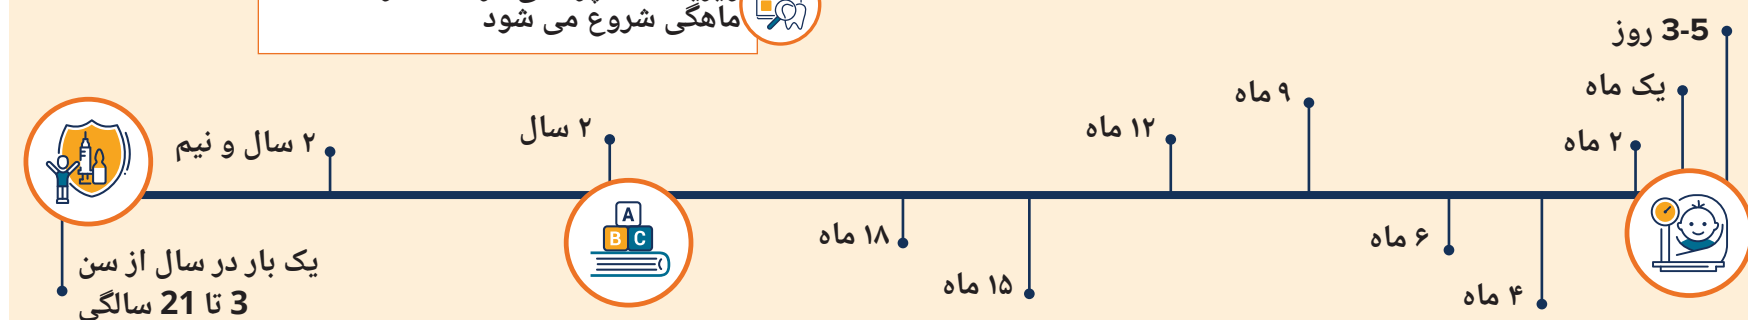 ماهگی شروع می شود
3-5 روز
یک ماه
۲ ماه
۴ ماه
۶ ماه
۹ ماه
۱۲ ماه
۱۵ ماه
۱۸ ماه
۲ سال
۲ سال و نیم
یک بار در سال از سن
3 تا 21 سالگی
A
B C